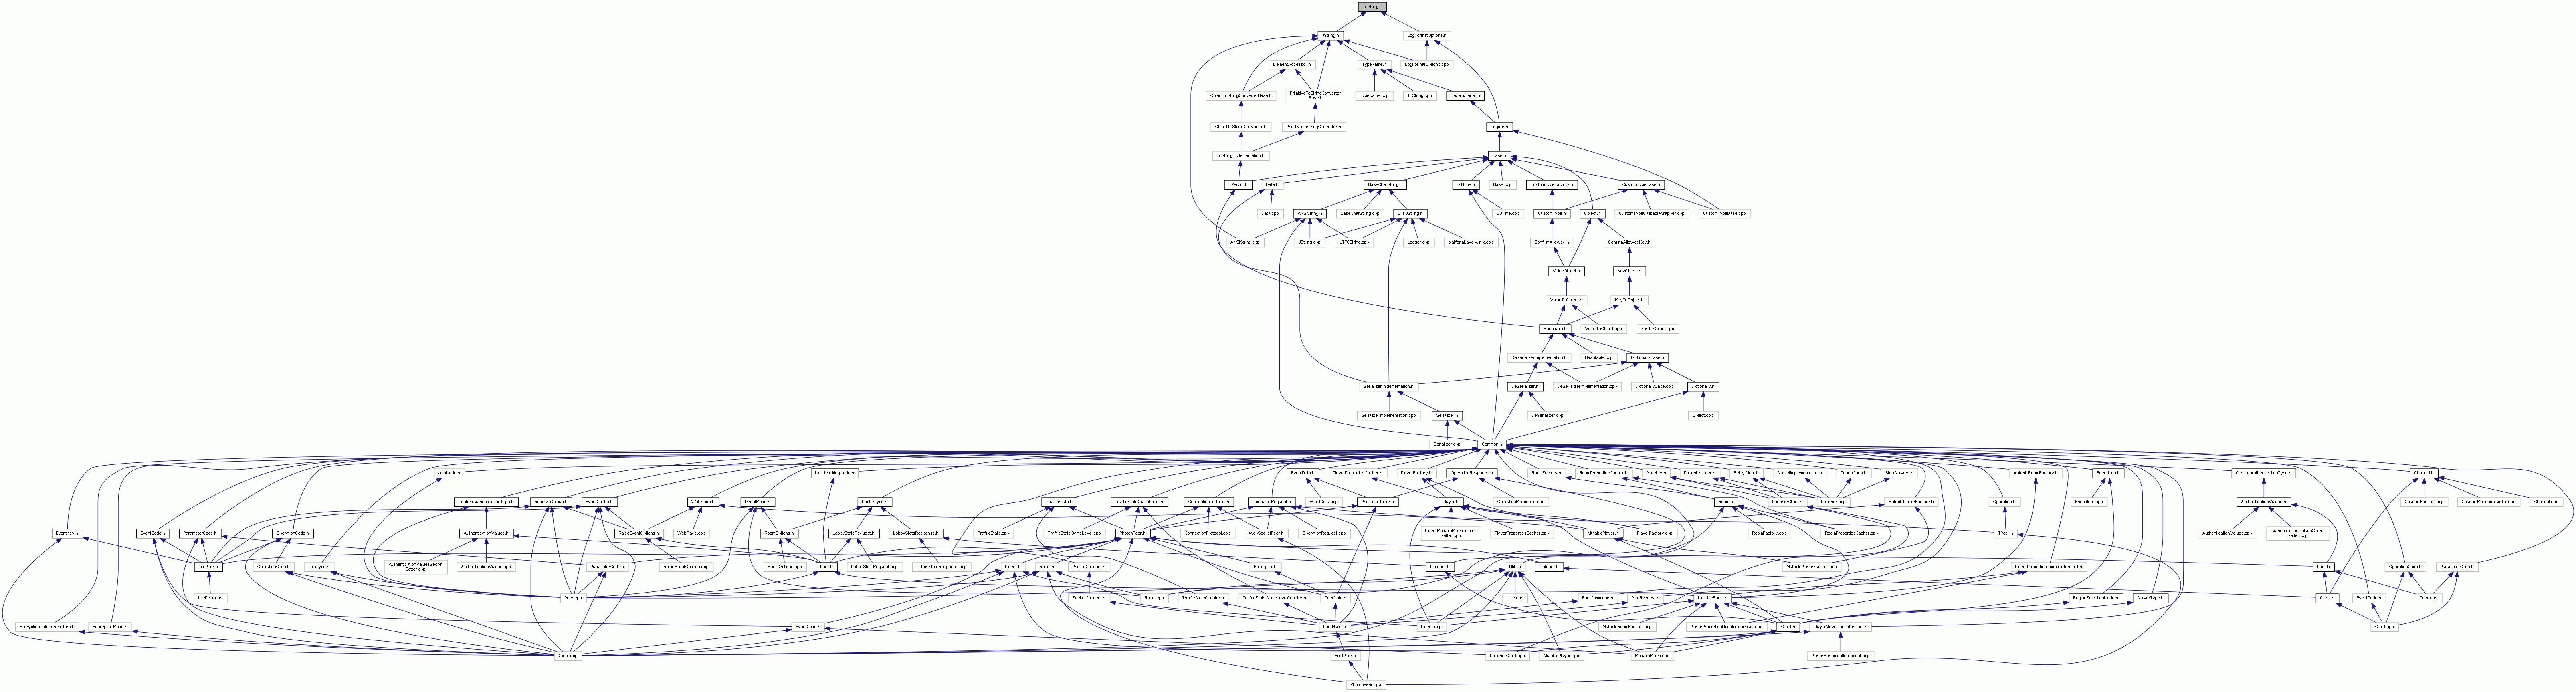 ToString.h
JString.h
LogFormatOptions.h
ElementAccessor.h
TypeName.h
LogFormatOptions.cpp
ObjectToStringConverterBase.h
PrimitiveToStringConverter
Base.h
TypeName.cpp
ToString.cpp
BaseListener.h
ObjectToStringConverter.h
PrimitiveToStringConverter.h
Logger.h
ToStringImplementation.h
Base.h
JVector.h
Data.h
BaseCharString.h
EGTime.h
Base.cpp
CustomTypeFactory.h
CustomTypeBase.h
Data.cpp
ANSIString.h
BaseCharString.cpp
UTF8String.h
EGTime.cpp
CustomType.h
Object.h
CustomTypeCallbackWrapper.cpp
CustomTypeBase.cpp
ANSIString.cpp
JString.cpp
UTF8String.cpp
Logger.cpp
platformLayer-unix.cpp
ConfirmAllowed.h
ConfirmAllowedKey.h
ValueObject.h
KeyObject.h
ValueToObject.h
KeyToObject.h
Hashtable.h
ValueToObject.cpp
KeyToObject.cpp
DeSerializerImplementation.h
Hashtable.cpp
DictionaryBase.h
SerializerImplementation.h
DeSerializer.h
DeSerializerImplementation.cpp
DictionaryBase.cpp
Dictionary.h
SerializerImplementation.cpp
Serializer.h
DeSerializer.cpp
Object.cpp
Serializer.cpp
Common.h
JoinMode.h
MatchmakingMode.h
EventData.h
PlayerPropertiesCacher.h
PlayerFactory.h
OperationResponse.h
RoomFactory.h
RoomPropertiesCacher.h
Puncher.h
PunchListener.h
RelayClient.h
SocketImplementation.h
PunchConn.h
StunServers.h
MutableRoomFactory.h
FriendInfo.h
CustomAuthenticationType.h
Channel.h
CustomAuthenticationType.h
ReceiverGroup.h
EventCache.h
WebFlags.h
DirectMode.h
LobbyType.h
TrafficStats.h
TrafficStatsGameLevel.h
ConnectionProtocol.h
OperationRequest.h
EventData.cpp
PhotonListener.h
Player.h
OperationResponse.cpp
Room.h
PuncherClient.h
Puncher.cpp
MutablePlayerFactory.h
Operation.h
FriendInfo.cpp
AuthenticationValues.h
ChannelFactory.cpp
ChannelMessageAdder.cpp
Channel.cpp
EventKey.h
EventCode.h
ParameterCode.h
OperationCode.h
AuthenticationValues.h
RaiseEventOptions.h
WebFlags.cpp
RoomOptions.h
LobbyStatsRequest.h
LobbyStatsResponse.h
TrafficStats.cpp
TrafficStatsGameLevel.cpp
PhotonPeer.h
ConnectionProtocol.cpp
WebSocketPeer.h
OperationRequest.cpp
PlayerMutableRoomPointer
Setter.cpp
PlayerPropertiesCacher.cpp
MutablePlayer.h
PlayerFactory.cpp
RoomFactory.cpp
RoomPropertiesCacher.cpp
TPeer.h
AuthenticationValues.cpp
AuthenticationValuesSecret
Setter.cpp
LitePeer.h
OperationCode.h
JoinType.h
AuthenticationValuesSecret
Setter.cpp
AuthenticationValues.cpp
ParameterCode.h
RaiseEventOptions.cpp
RoomOptions.cpp
Peer.h
LobbyStatsRequest.cpp
LobbyStatsResponse.cpp
Player.h
Room.h
PhotonConnect.h
Encryptor.h
Listener.h
Utils.h
Listener.h
MutablePlayerFactory.cpp
PlayerPropertiesUpdateInformant.h
Peer.h
OperationCode.h
ParameterCode.h
LitePeer.cpp
Peer.cpp
SocketConnect.h
Room.cpp
TrafficStatsCounter.h
TrafficStatsGameLevelCounter.h
PeerData.h
Utils.cpp
EnetCommand.h
PingRequest.h
MutableRoom.h
RegionSelectionMode.h
ServerType.h
Client.h
EventCode.h
Peer.cpp
EncryptionDataParameters.h
EncryptionMode.h
EventCode.h
PeerBase.h
Player.cpp
MutableRoomFactory.cpp
PlayerPropertiesUpdateInformant.cpp
Client.h
PlayerMovementInformant.h
Client.cpp
Client.cpp
EnetPeer.h
PuncherClient.cpp
MutablePlayer.cpp
MutableRoom.cpp
PlayerMovementInformant.cpp
PhotonPeer.cpp